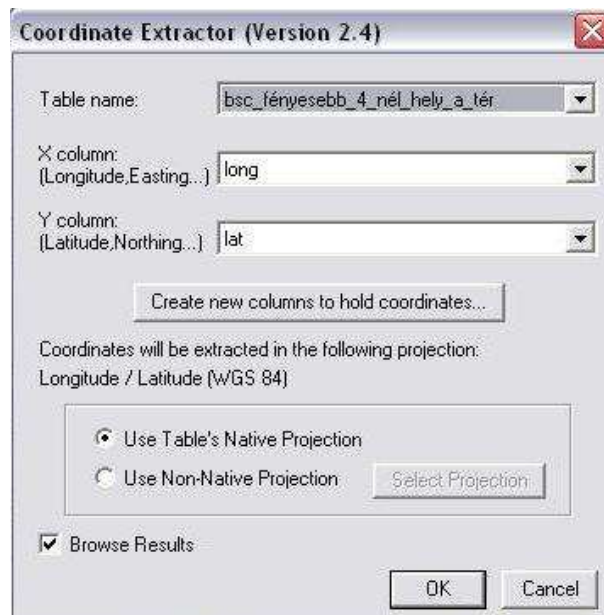 Coordinate Extractor (Version 2.4)
Table name: bsc_fényesebb_4_nél_hely_a_tér
X column:
(Longitude,Easting...) long
Y column:
(Latitude,Northing...) lat
Create new columns to hold coordinates...
Coordinates will be extracted in the following projection:
Longitude / Latitude (WGS 84)
Use Table's Native Projection
Use Non-Native Projection Select Projection
Browse Results
OK Cancel